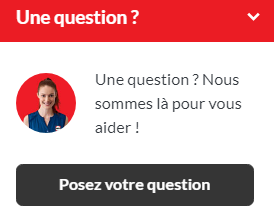 Une question ?
Une question ? Nous
sommes là pour vous
aider !
Posez votre question